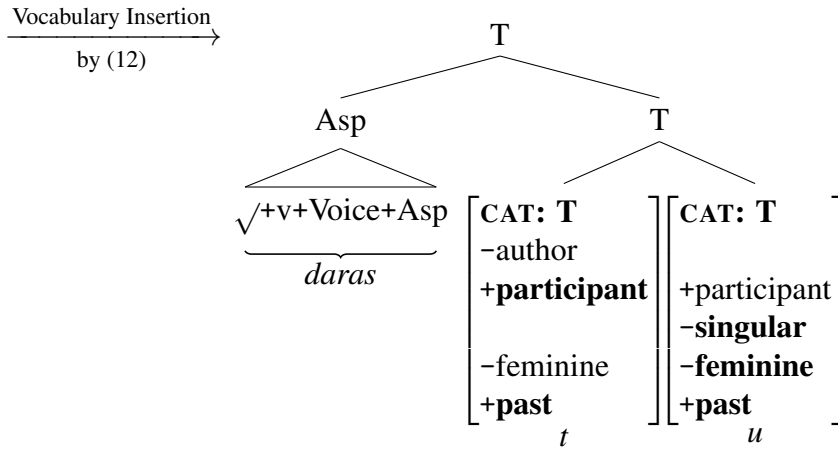 Vocabulary Insertion
by (12)
T
Asp T
√+v+Voice+Asp
daras
CAT: T CAT: T
–author
+participant +participant
–singular
–feminine –feminine
+past +past
t u